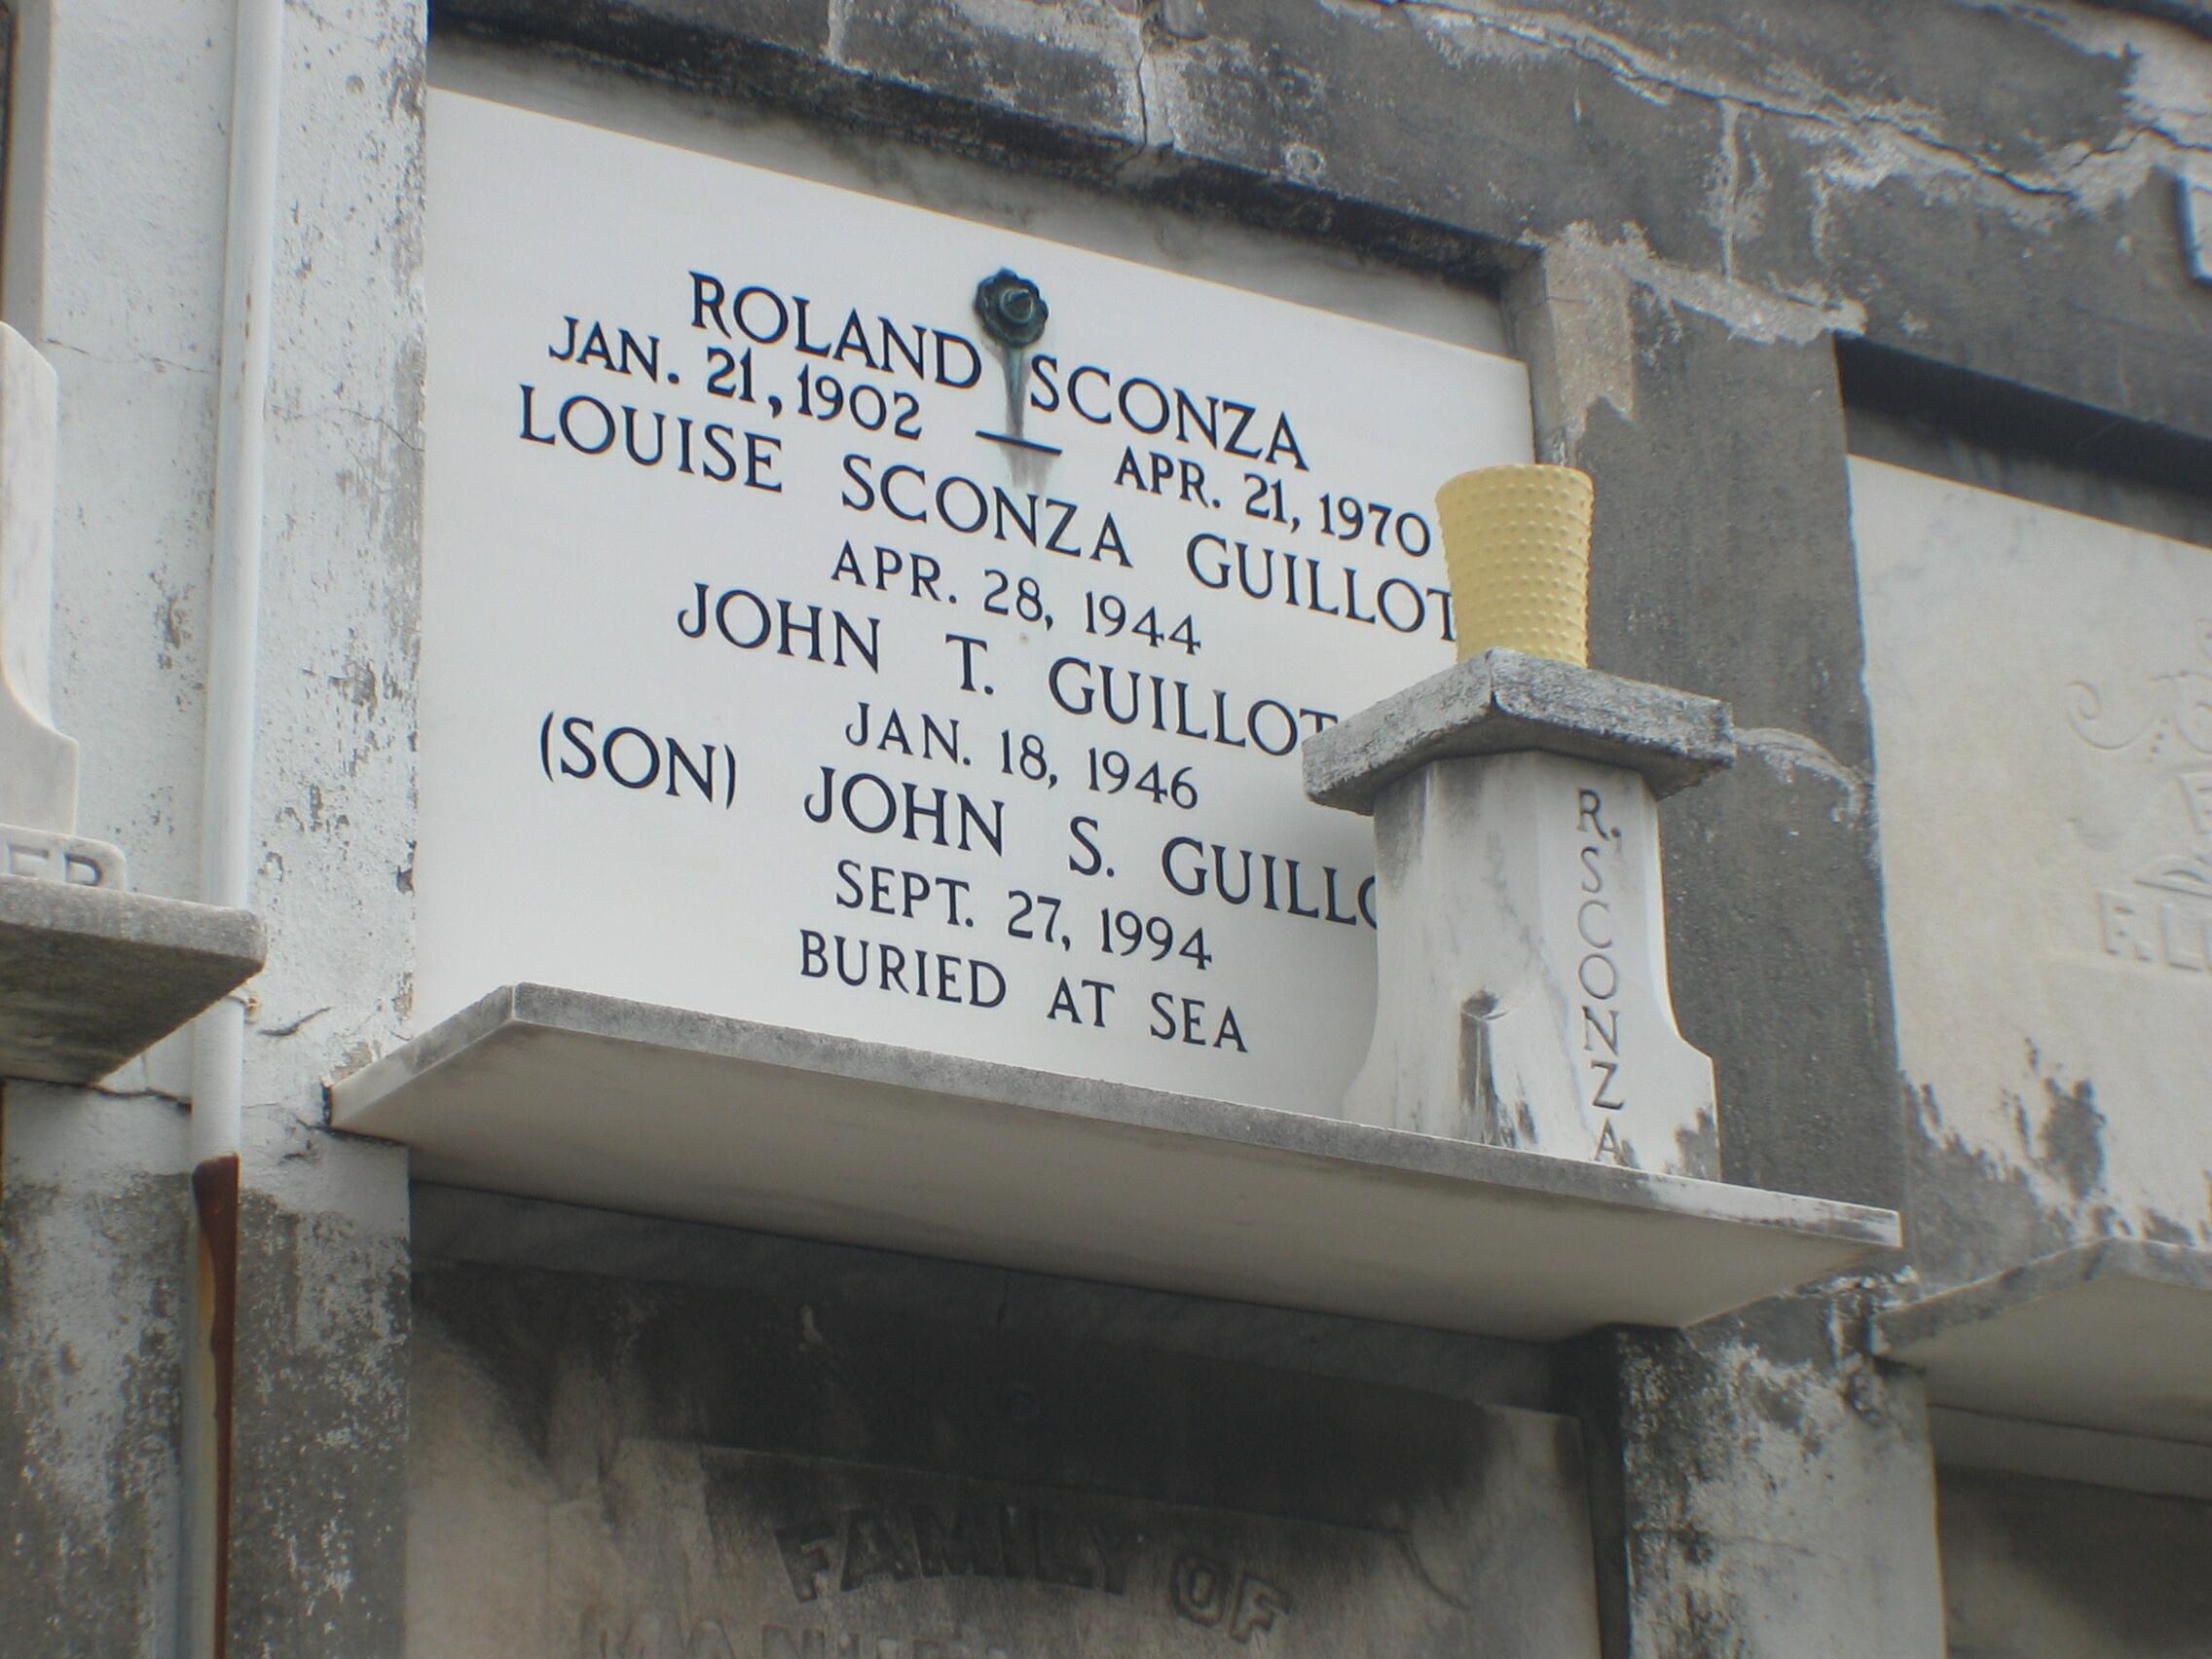 ROLAND SCONZA
JAN. 21, 1902 — APR. 21, 1970
LOUISE SCONZA GUILLOT
APR. 28, 1944
JOHN T. GUILLOT
JAN. 18, 1946
(SON) JOHN S. GUILLO
SEPT. 27, 1994
BURIED AT SEA
R. SCONZA
FAMILY OF